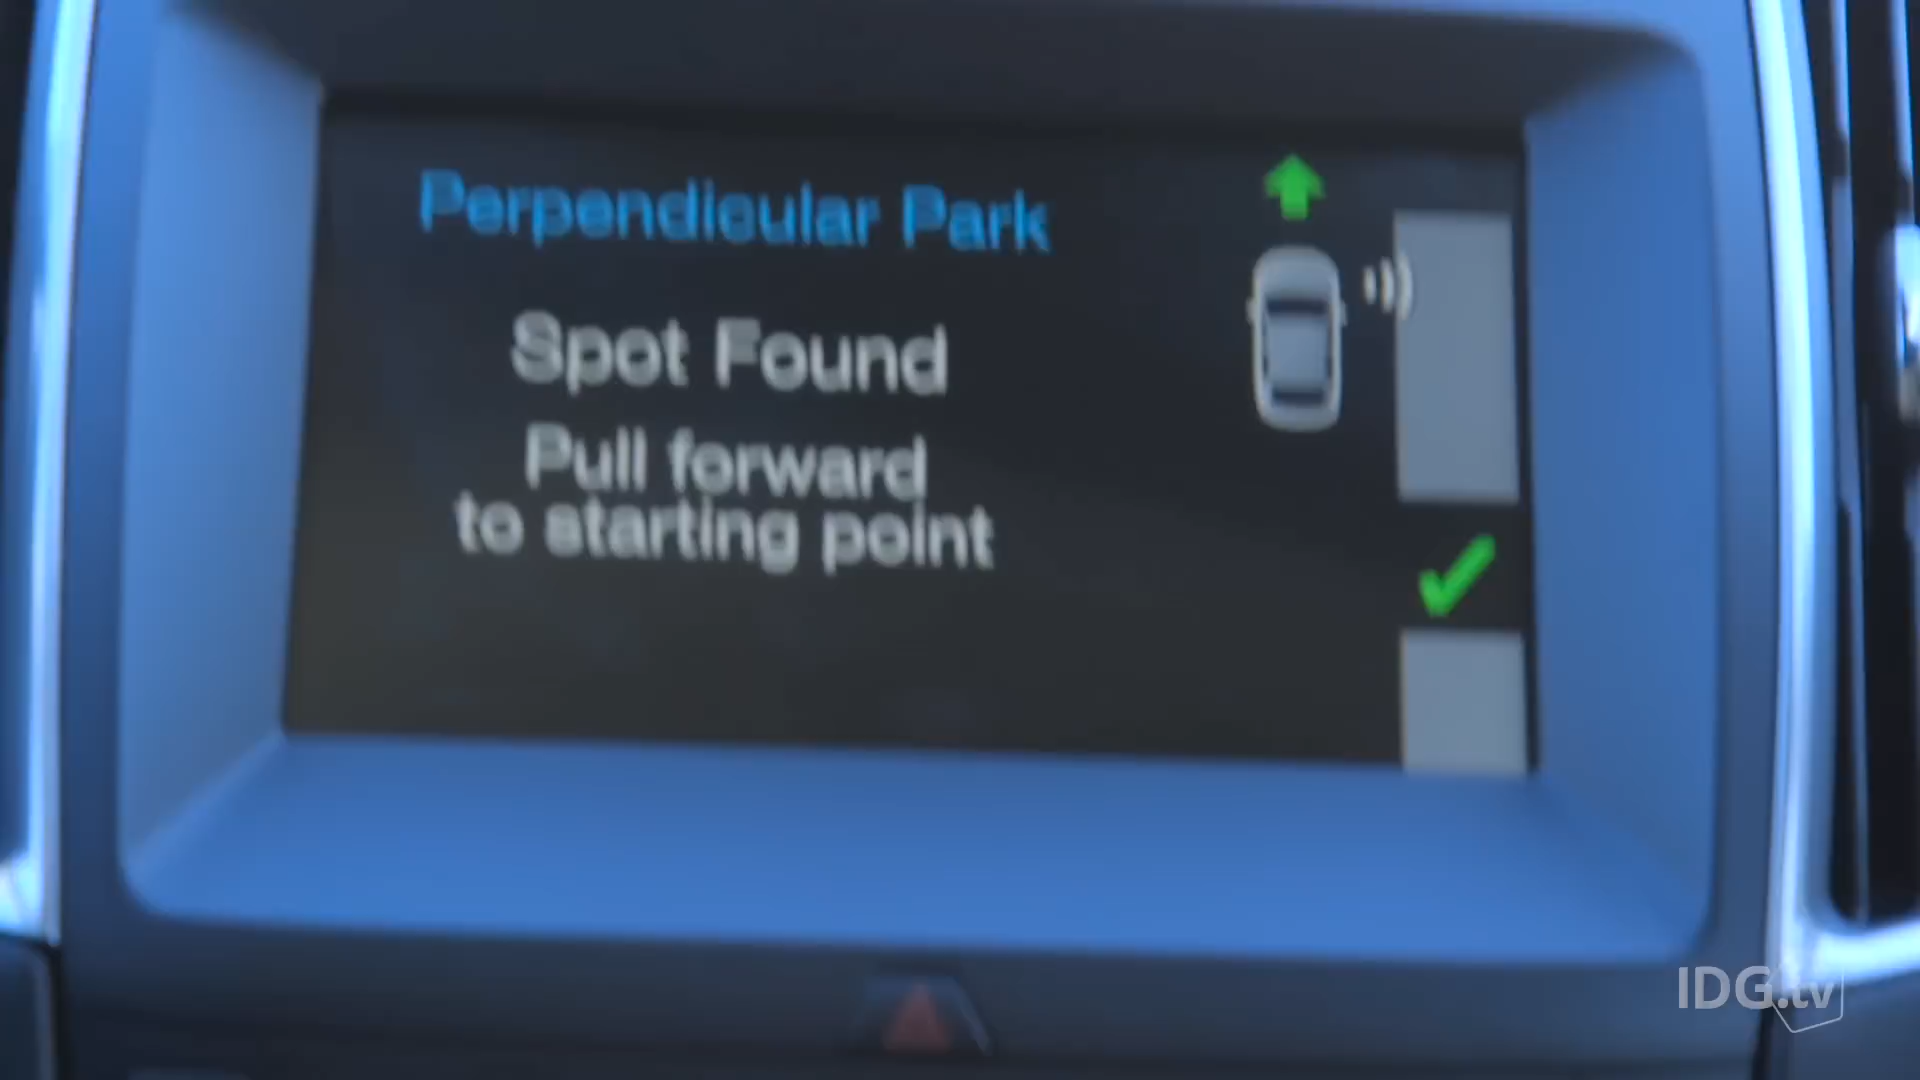 Perpendicular Park
Spot Found
Pull forward
to starting point
IDG.tv